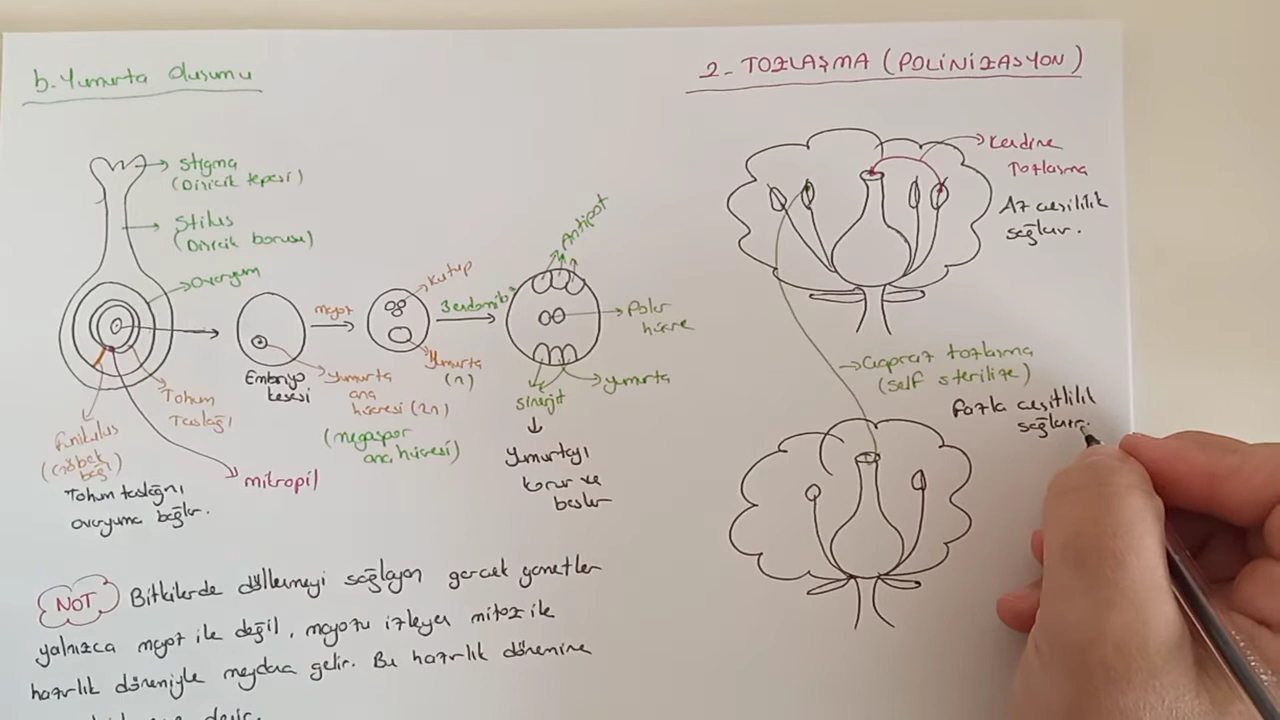 b. Yumurta oluşumu
stigma
(Dişicik tepesi)
Stilus
(Dişicik borusu)
Ovaryum
Embriyo
kesesi
mayoz
Yumurta
ana
hücresi (2n)
(megaspor
ana hücresi)
Kutup
Yumurta
(n)
3 endomitoz
Antipot
Polar
hücre
yumurta
Sinerjit
Yumurtayı
korur ve
besler
Tohum
Taslağı
funikulus
(Göbek
bağı)
Tohum taslağını
ovaryuma bağlar.
mikropil
NOT
Bitkilerde döllenmeyi sağlayan gerçek gametler
yalnızca mayoz ile değil, mayozu izleyen mitoz ile
hazırlık dönemiyle meydana gelir. Bu hazırlık dönemine
2- TOZLAŞMA (POLİNİZASYON)
Kendine
Tozlaşma
Az çeşitlilik
sağlar.
Çapraz tozlaşma
(self sterilize)
fazla çeşitlilik
sağlar.